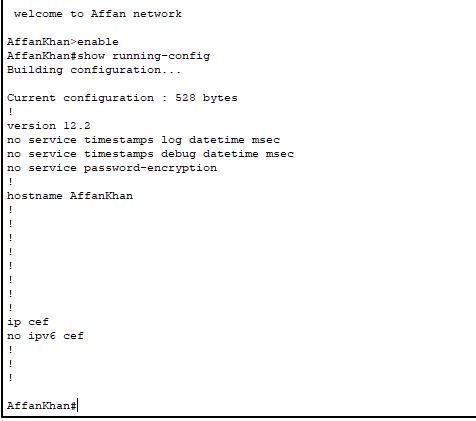 welcome to Affan network
AffanKhan>enable
AffanKhan#show running-config
Building configuration...
Current configuration : 528 bytes
!
version 12.2
no service timestamps log datetime msec
no service timestamps debug datetime msec
no service password-encryption
!
hostname AffanKhan
!
!
!
!
!
!
!
!
ip cef
no ipv6 cef
!
!
!
AffanKhan#